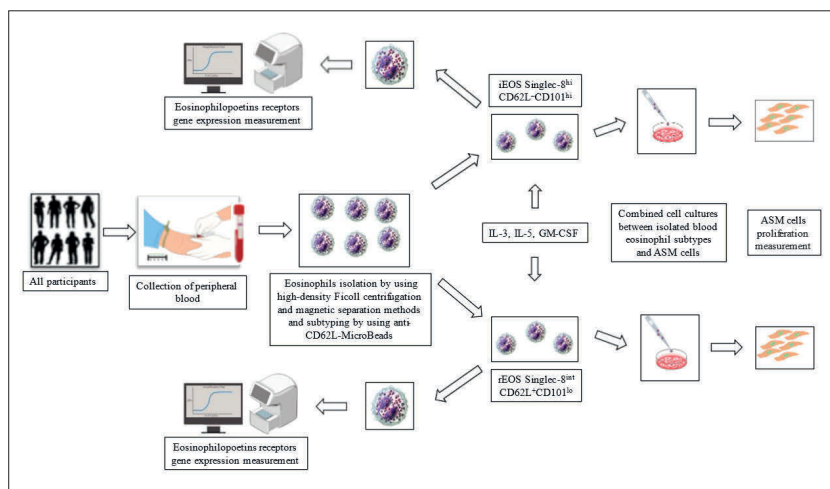 Eosinophilopoetins receptors
gene expression measurement
iEOS Singlec-8hi
CD62L-CD101hi
All participants
Collection of peripheral
blood
Eosinophils isolation by using
high-density Ficoll centrifugation
and magnetic separation methods
and subtyping by using anti-
CD62L-MicroBeads
IL-3, IL-5, GM-CSF
Combined cell cultures
between isolated blood
eosinophil subtypes
and ASM cells
ASM cells
proliferation
measurement
rEOS Singlec-8int
CD62L+CD101lo
Eosinophilopoetins receptors
gene expression measurement